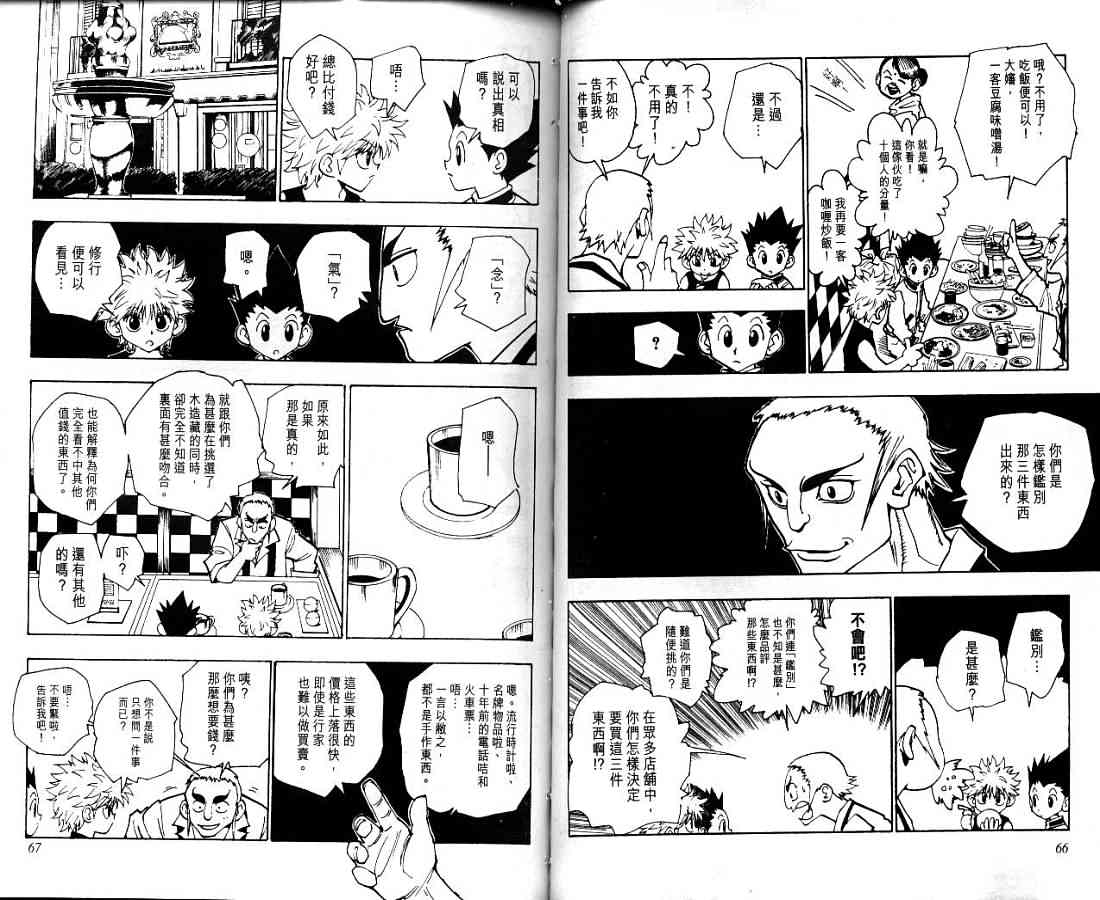 哦？不用了，
吃飯便可以！
大嬸，
一客豆腐味噌湯！
就是嘛，
你看！
這傢伙吃了
十個人的分量！
我再要一客
咖喱炒飯！
不過
還是…
不！
真的
不用了！
不如你
告訴我
一件事吧！
？
你們是
怎樣鑑別
那三件東西
出來的？
鑑別…
是甚麼？
不會吧!?
你們連「鑑別」
也不知是甚麼，
怎麼品評
那些東西啊!?
難道你們是
隨便挑的？
在眾多店舖中，
你們怎樣決定
要買這三件
東西啊!?
66
可以
説出真相
嗎？
唔…
總比付錢
好吧？
「念」？
「氣」？
嗯。
修行
便可以
看見…
嗯—
原來如此，
如果
那是真的，
就跟你們
為甚麼在挑選了
木造藏的同時，
卻完全不知道
裏面有甚麼吻合。
也能解釋為何你們
完全看不中其他
值錢的東西了。
吓？
還有其他
的嗎？
嗯。流行時計啦、
名牌物品啦、
十年前的電話咭和
火車票…
唔…
一言以蔽之，
都不是手作東西。
這些東西的
價格上落很快，
即使是行家
也難以做買賣。
咦？
你們為甚麼
那麼想要錢？
你不是說
只想問一件事
而已？
唔…
不要緊啦，
告訴我吧！
67